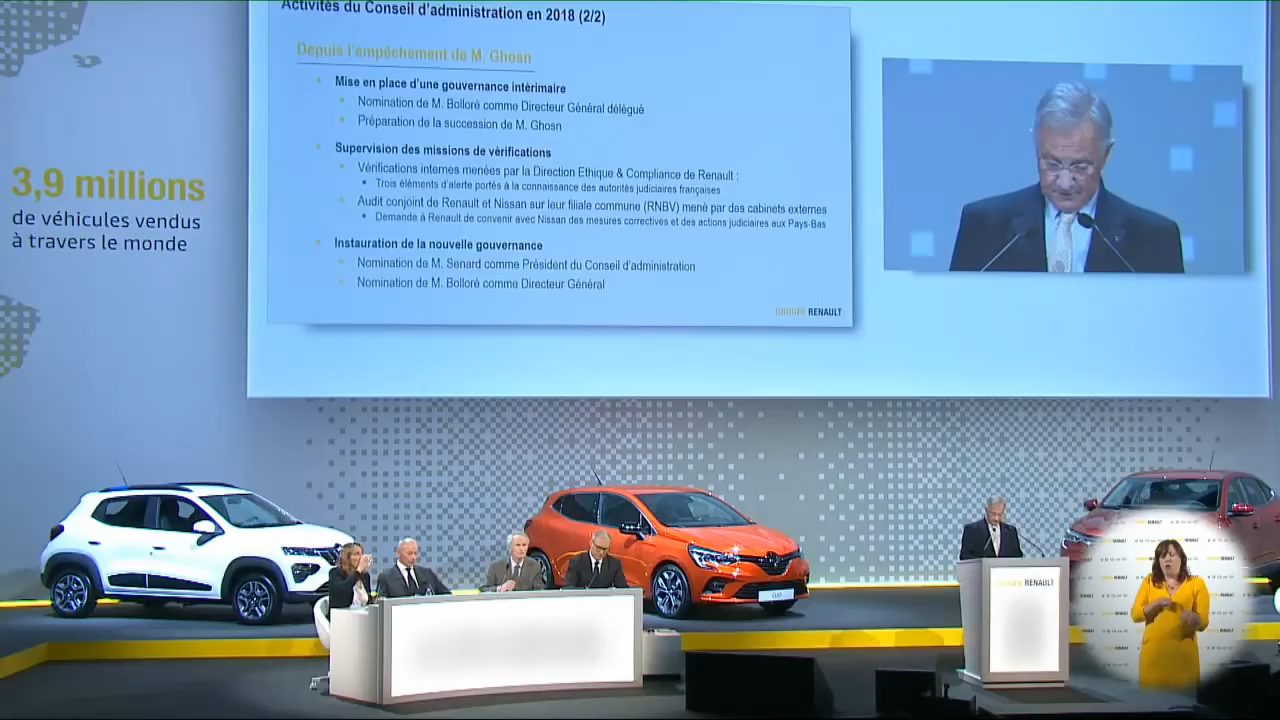 Activités du Conseil d'administration en 2018 (2/2)
Depuis l'empêchement de M. Ghosn
Mise en place d'une gouvernance intérimaire
Nomination de M. Bolloré comme Directeur Général délégué
Préparation de la succession de M. Ghosn
Supervision des missions de vérifications
Vérifications internes menées par la Direction Ethique & Compliance de Renault :
Trois éléments d'alerte portés à la connaissance des autorités judiciaires françaises
Audit conjoint de Renault et Nissan sur leur filiale commune (RNBV) mené par des cabinets externes
Demande à Renault de convenir avec Nissan des mesures correctives et des actions judiciaires aux Pays-Bas
Instauration de la nouvelle gouvernance
Nomination de M. Senard comme Président du Conseil d'administration
Nomination de M. Bolloré comme Directeur Général
GROUPE RENAULT
3,9 millions
de véhicules vendus
à travers le monde
GROUPE RENAULT